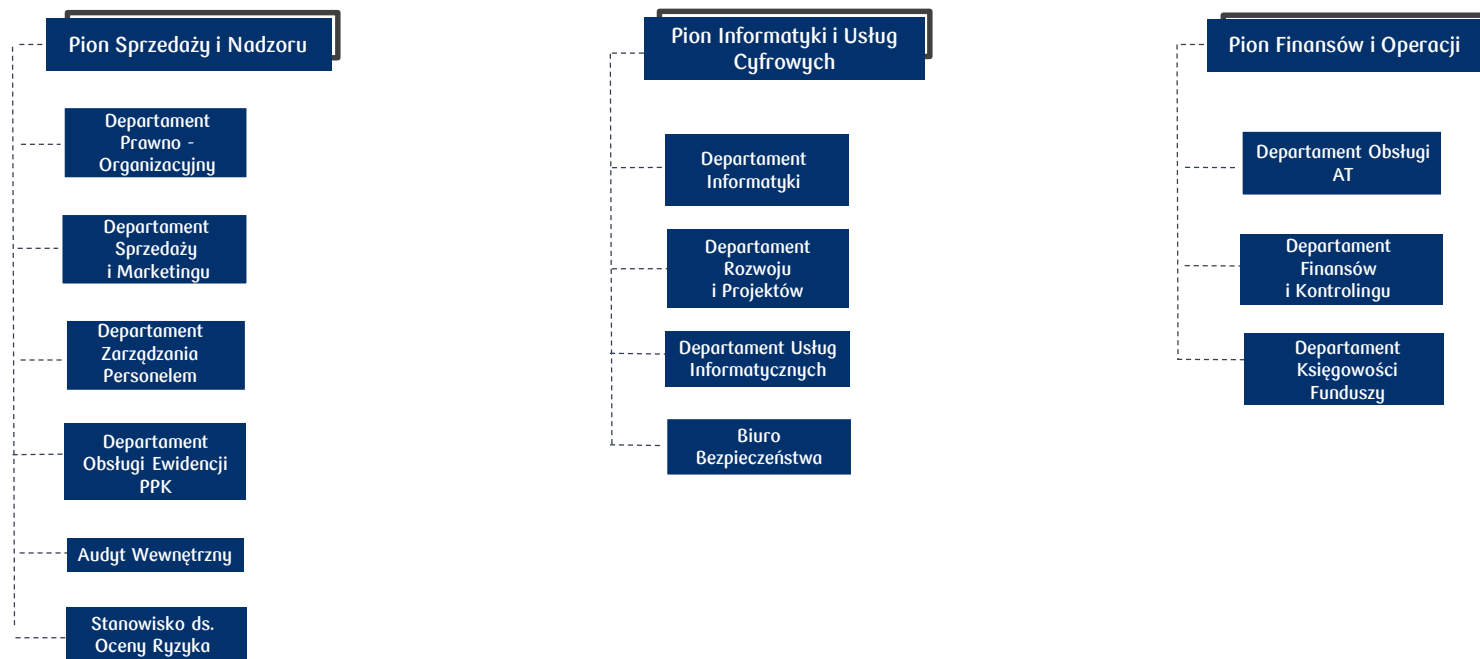 Pion Sprzedaży i Nadzoru
Departament
Prawno -
Organizacyjny
Departament
Sprzedaży
i Marketingu
Departament
Zarządzania
Personelem
Departament
Obsługi Ewidencji
PPK
Audyt Wewnętrzny
Stanowisko ds.
Oceny Ryzyka
Pion Informatyki i Usług
Cyfrowych
Departament
Informatyki
Departament
Rozwoju
i Projektów
Departament Usług
Informatycznych
Biuro
Bezpieczeństwa
Pion Finansów i Operacji
Departament Obsługi
AT
Departament
Finansów
i Kontrolingu
Departament
Księgowości
Funduszy